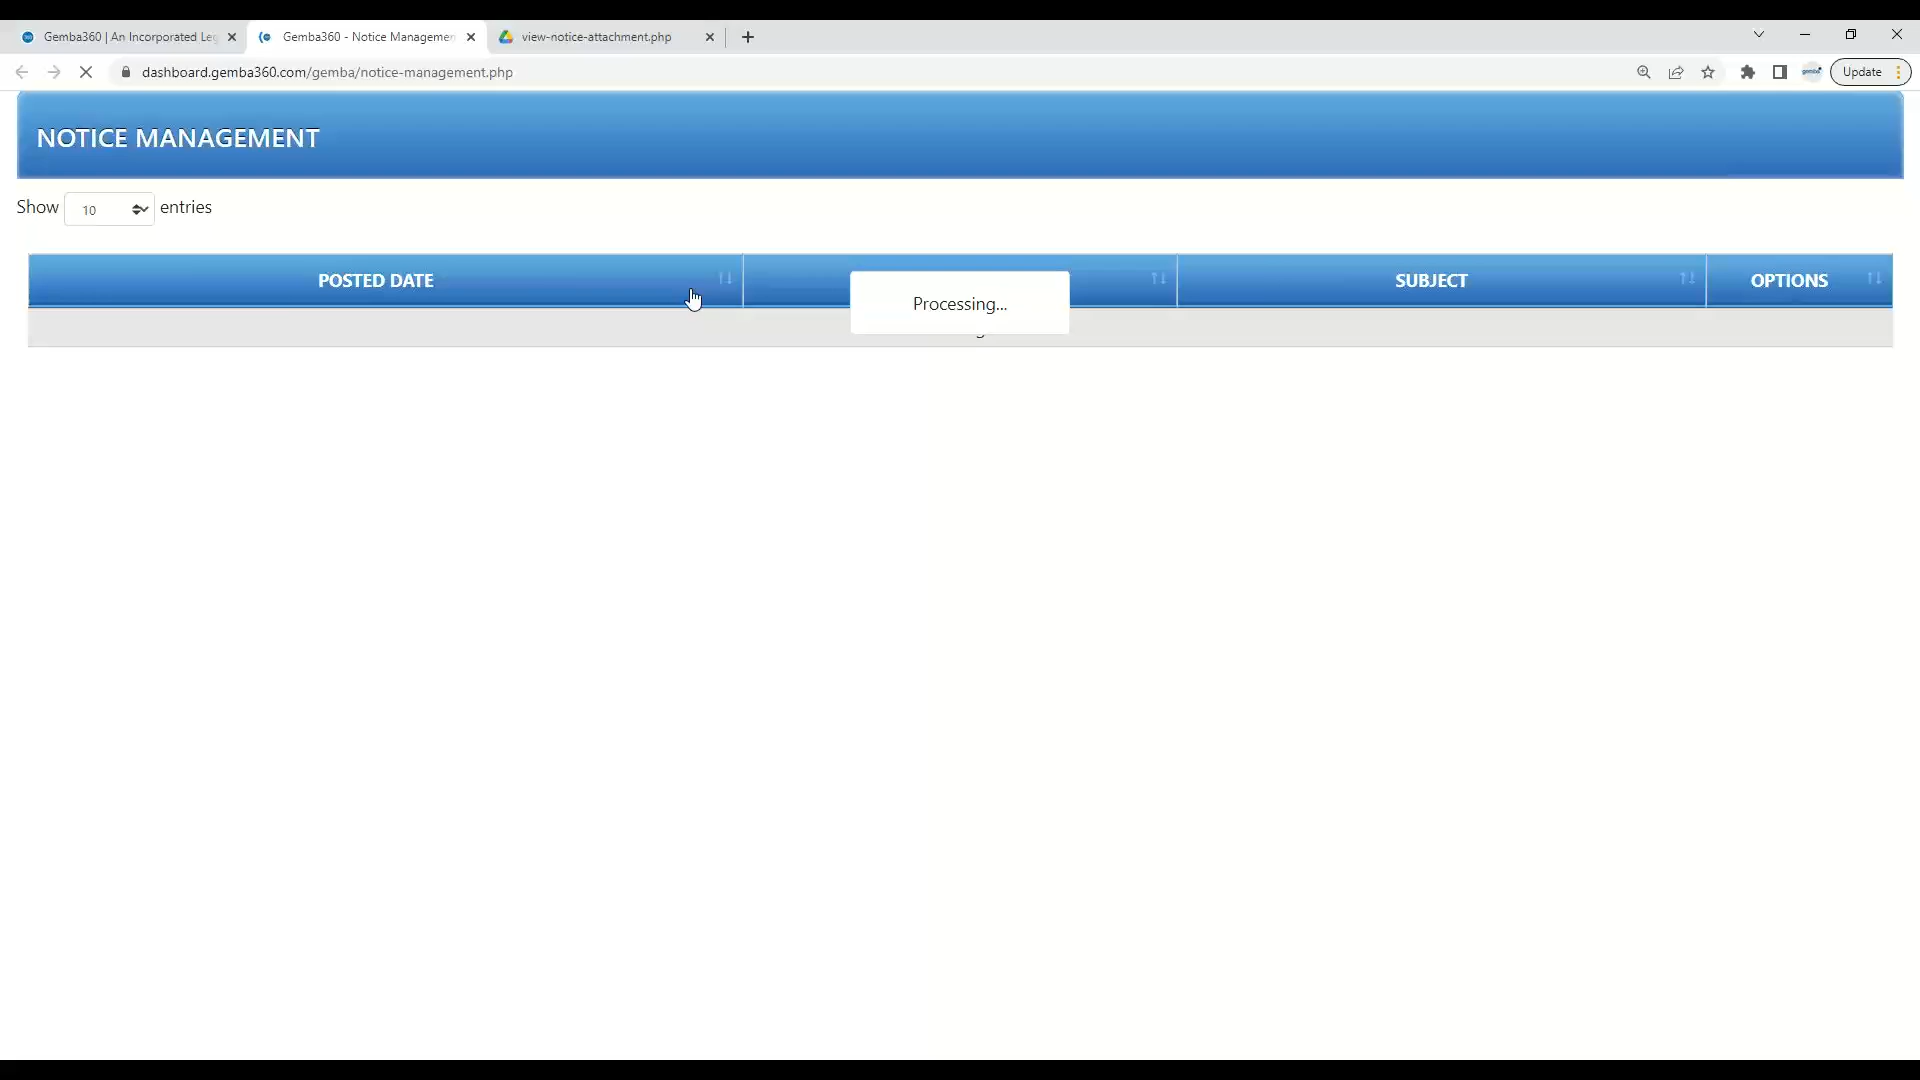 Gemba360 | An Incorporated Leg
Gemba360 - Notice Managemen
view-notice-attachment.php
dashboard.gemba360.com/gemba/notice-management.php
Update
NOTICE MANAGEMENT
Show 10 entries
POSTED DATE
SUBJECT
OPTIONS
Processing...